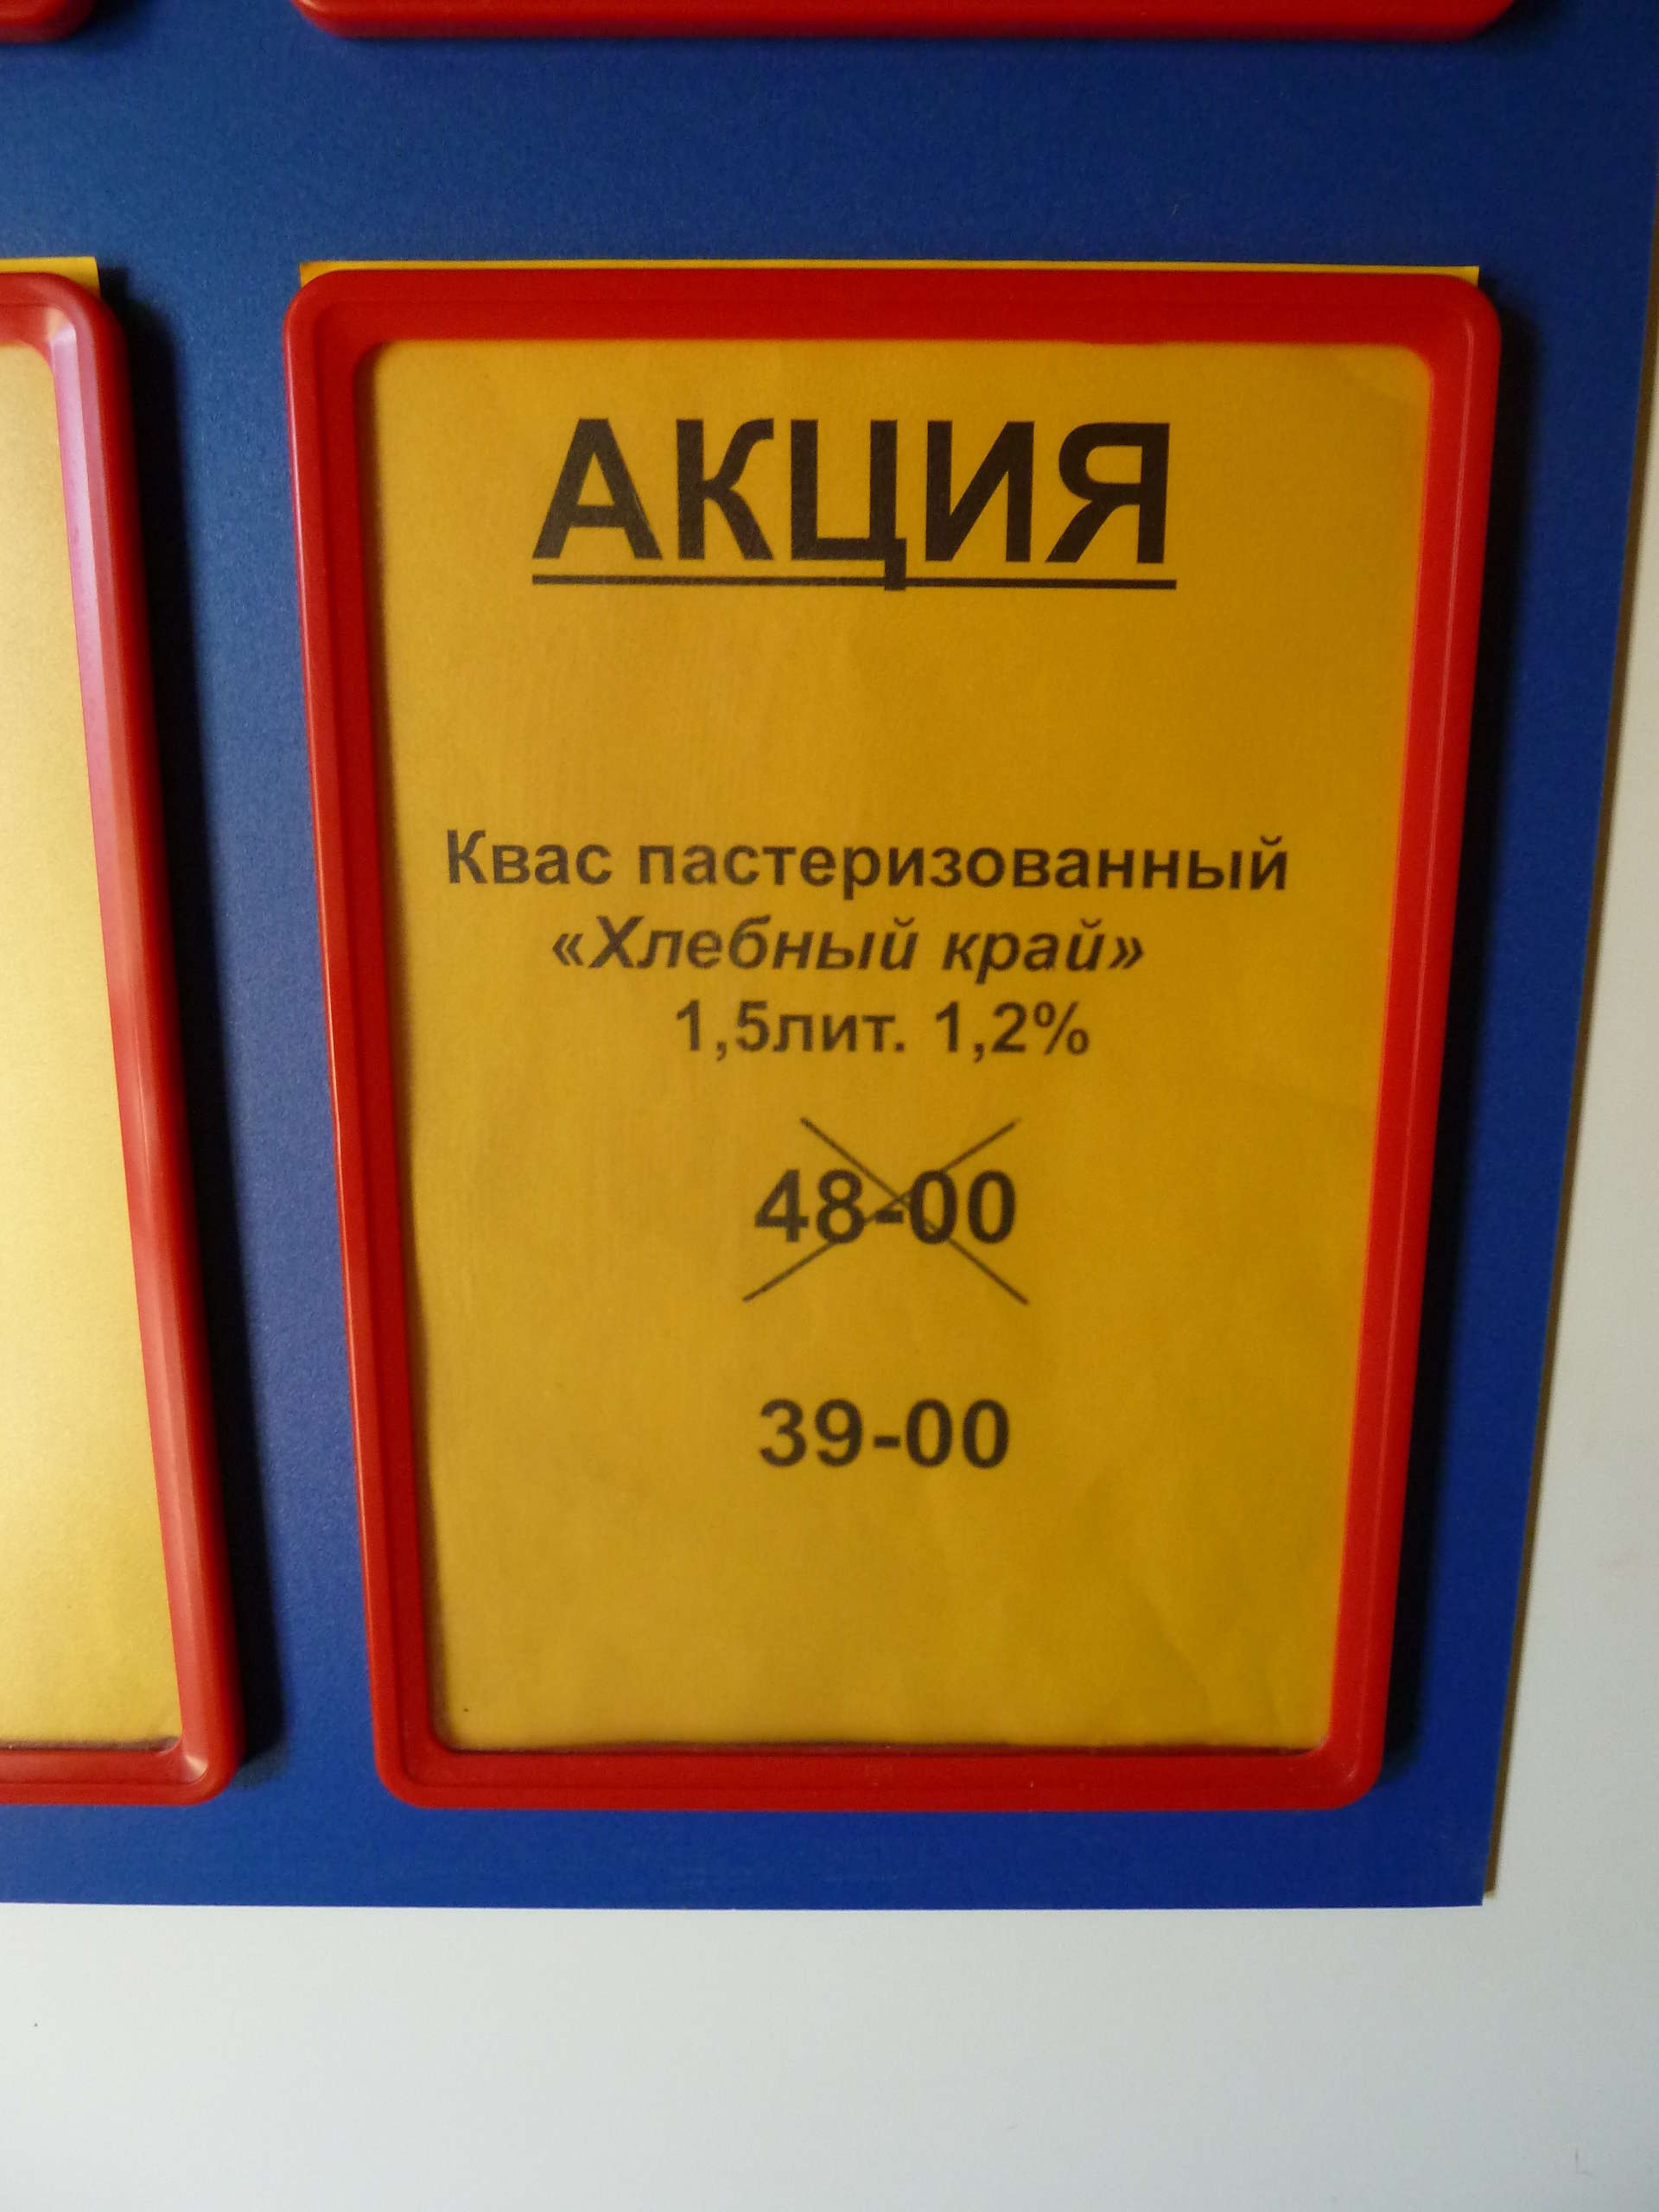 АКЦИЯ
Квас пастеризованный
«Хлебный край»
1,5лит. 1,2%
48-00
39-00